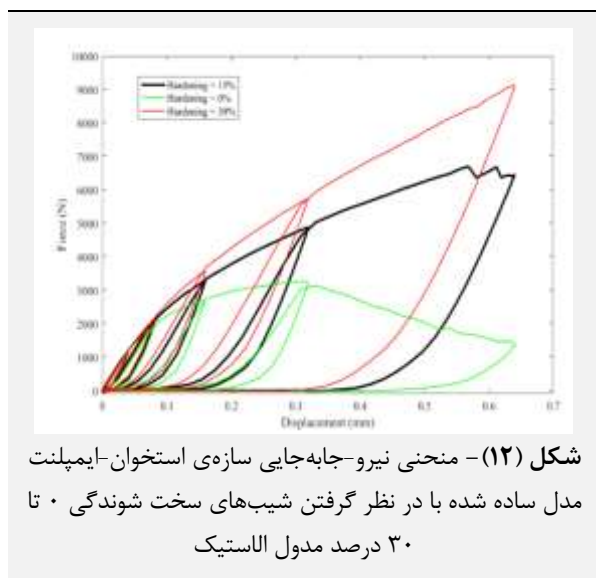 10000
9000
8000
7000
6000
5000
4000
3000
2000
1000
0
Force (N)
Hardening = 10%
Hardening = 0%
Hardening = 30%
0 0.1 0.2 0.3 0.4 0.5 0.6 0.7
Displacement (mm)
شکل (۱۲)- منحنی نیرو-جابه‌جایی سازه‌ی استخوان-ایمپلنت
مدل ساده شده با در نظر گرفتن شیب‌های سخت شوندگی ۰ تا
۳۰ درصد مدول الاستیک